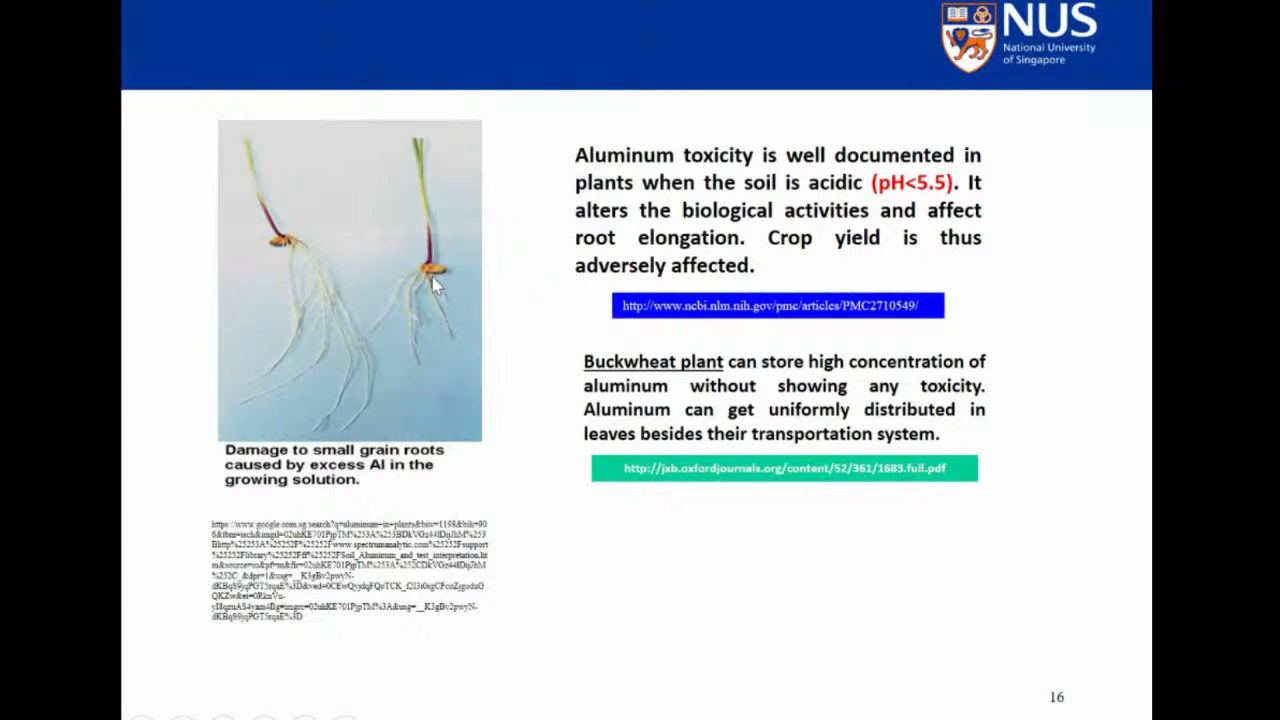 NUS
National University
of Singapore
Aluminum toxicity is well documented in
plants when the soil is acidic (pH<5.5). It
alters the biological activities and affect
root elongation. Crop yield is thus
adversely affected.
http://www.ncbi.nlm.nih.gov/pmc/articles/PMC2710549/
Buckwheat plant can store high concentration of
aluminum without showing any toxicity.
Aluminum can get uniformly distributed in
leaves besides their transportation system.
http://jxb.oxfordjournals.org/content/52/361/1683.full.pdf
Damage to small grain roots
caused by excess Al in the
growing solution.
16